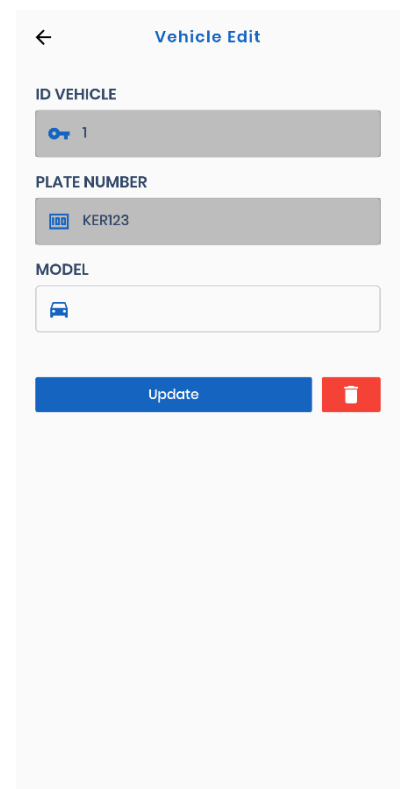 Vehicle Edit
ID VEHICLE
1
PLATE NUMBER
KER123
MODEL
Update